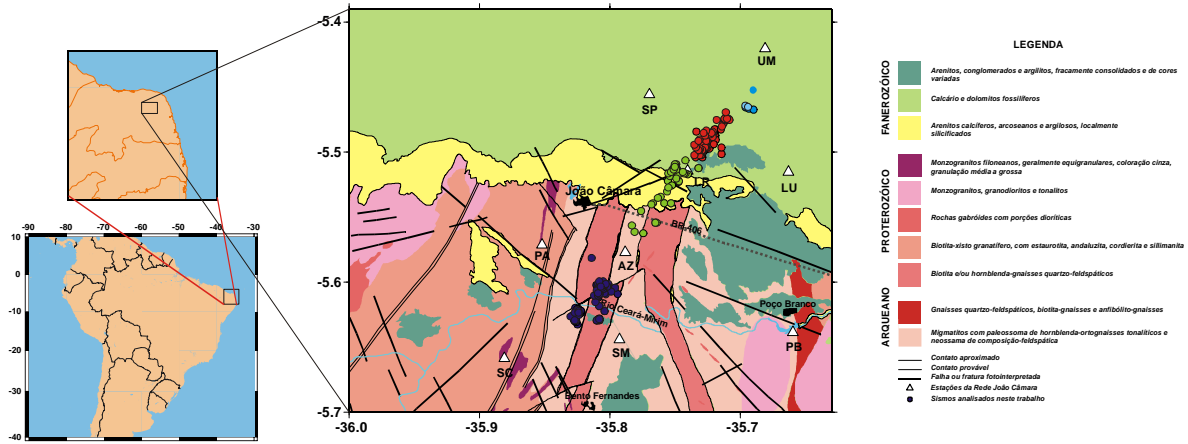 -90 -80 -70 -60 -50 -40 -30
10
0
-10
-20
-30
-40
-5.4
-5.5
-5.6
-5.7
-36.0 -35.9 -35.8 -35.7
UM
SP
LU
João Câmara
BR 406
PA
AZ
Rio Ceará-Mirim
Poço Branco
PB
SM
SC
Bento Fernandes
LEGENDA
FANEROZÓICO
Arenitos, conglomerados e argilitos, fracamente consolidados e de cores
variadas
Calcário e dolomitos fossilíferos
Arenitos calcíferos, arcoseanos e argilosos, localmente
silicificados
PROTEROZÓICO
Monzogranitos filoneanos, geralmente equigranulares, coloração cinza,
granulação média a grossa
Monzogranitos, granodioritos e tonalitos
Rochas gabróides com porções dioríticas
Biotita-xisto granatífero, com estaurotita, andaluzita, cordierita e sillimanita
Biotita e/ou hornblenda-gnaisses quartzo-feldspáticos
ARQUEANO
Gnaisses quartzo-feldspáticos, biotita-gnaisses e anfibólito-gnaisses
Migmatitos com paleossoma de hornblenda-ortognaisses tonalíticos e
neossama de composição-feldspática
Contato aproximado
Contato provável
Falha ou fratura fotointerpretada
Estações da Rede João Câmara
Sismos analisados neste trabalho